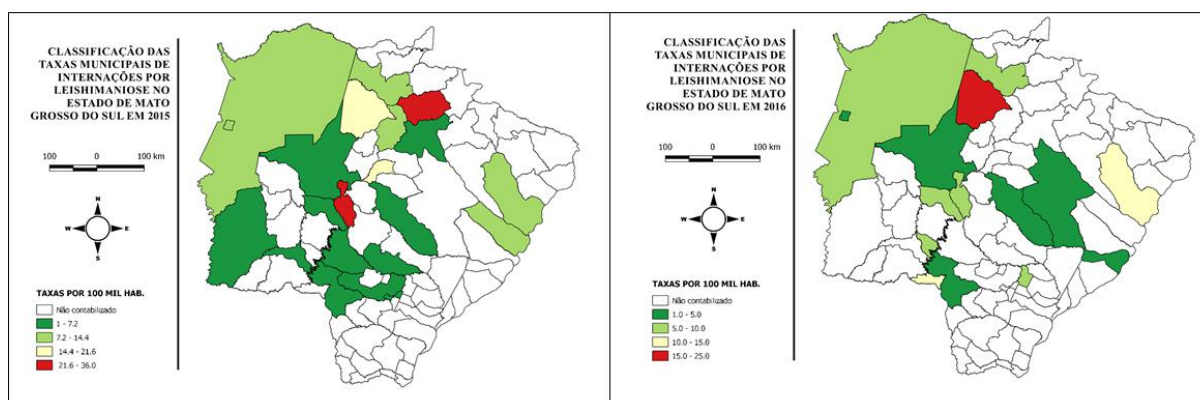 CLASSIFICAÇÃO DAS
TAXAS MUNICIPAIS DE
INTERNAÇÕES POR
LEISHIMANIOSE NO
ESTADO DE MATO
GROSSO DO SUL EM 2015
100 0 100 km
N
W E
S
TAXAS POR 100 MIL HAB.
Não contabilizado
1 - 7.2
7.2 - 14.4
14.4 - 21.6
21.6 - 36.0
CLASSIFICAÇÃO DAS
TAXAS MUNICIPAIS DE
INTERNAÇÕES POR
LEISHIMANIOSE NO
ESTADO DE MATO
GROSSO DO SUL EM 2016
100 0 100 km
N
W E
S
TAXAS POR 100 MIL HAB.
Não contabilizado
1.0 - 5.0
5.0 - 10.0
10.0 - 15.0
15.0 - 25.0